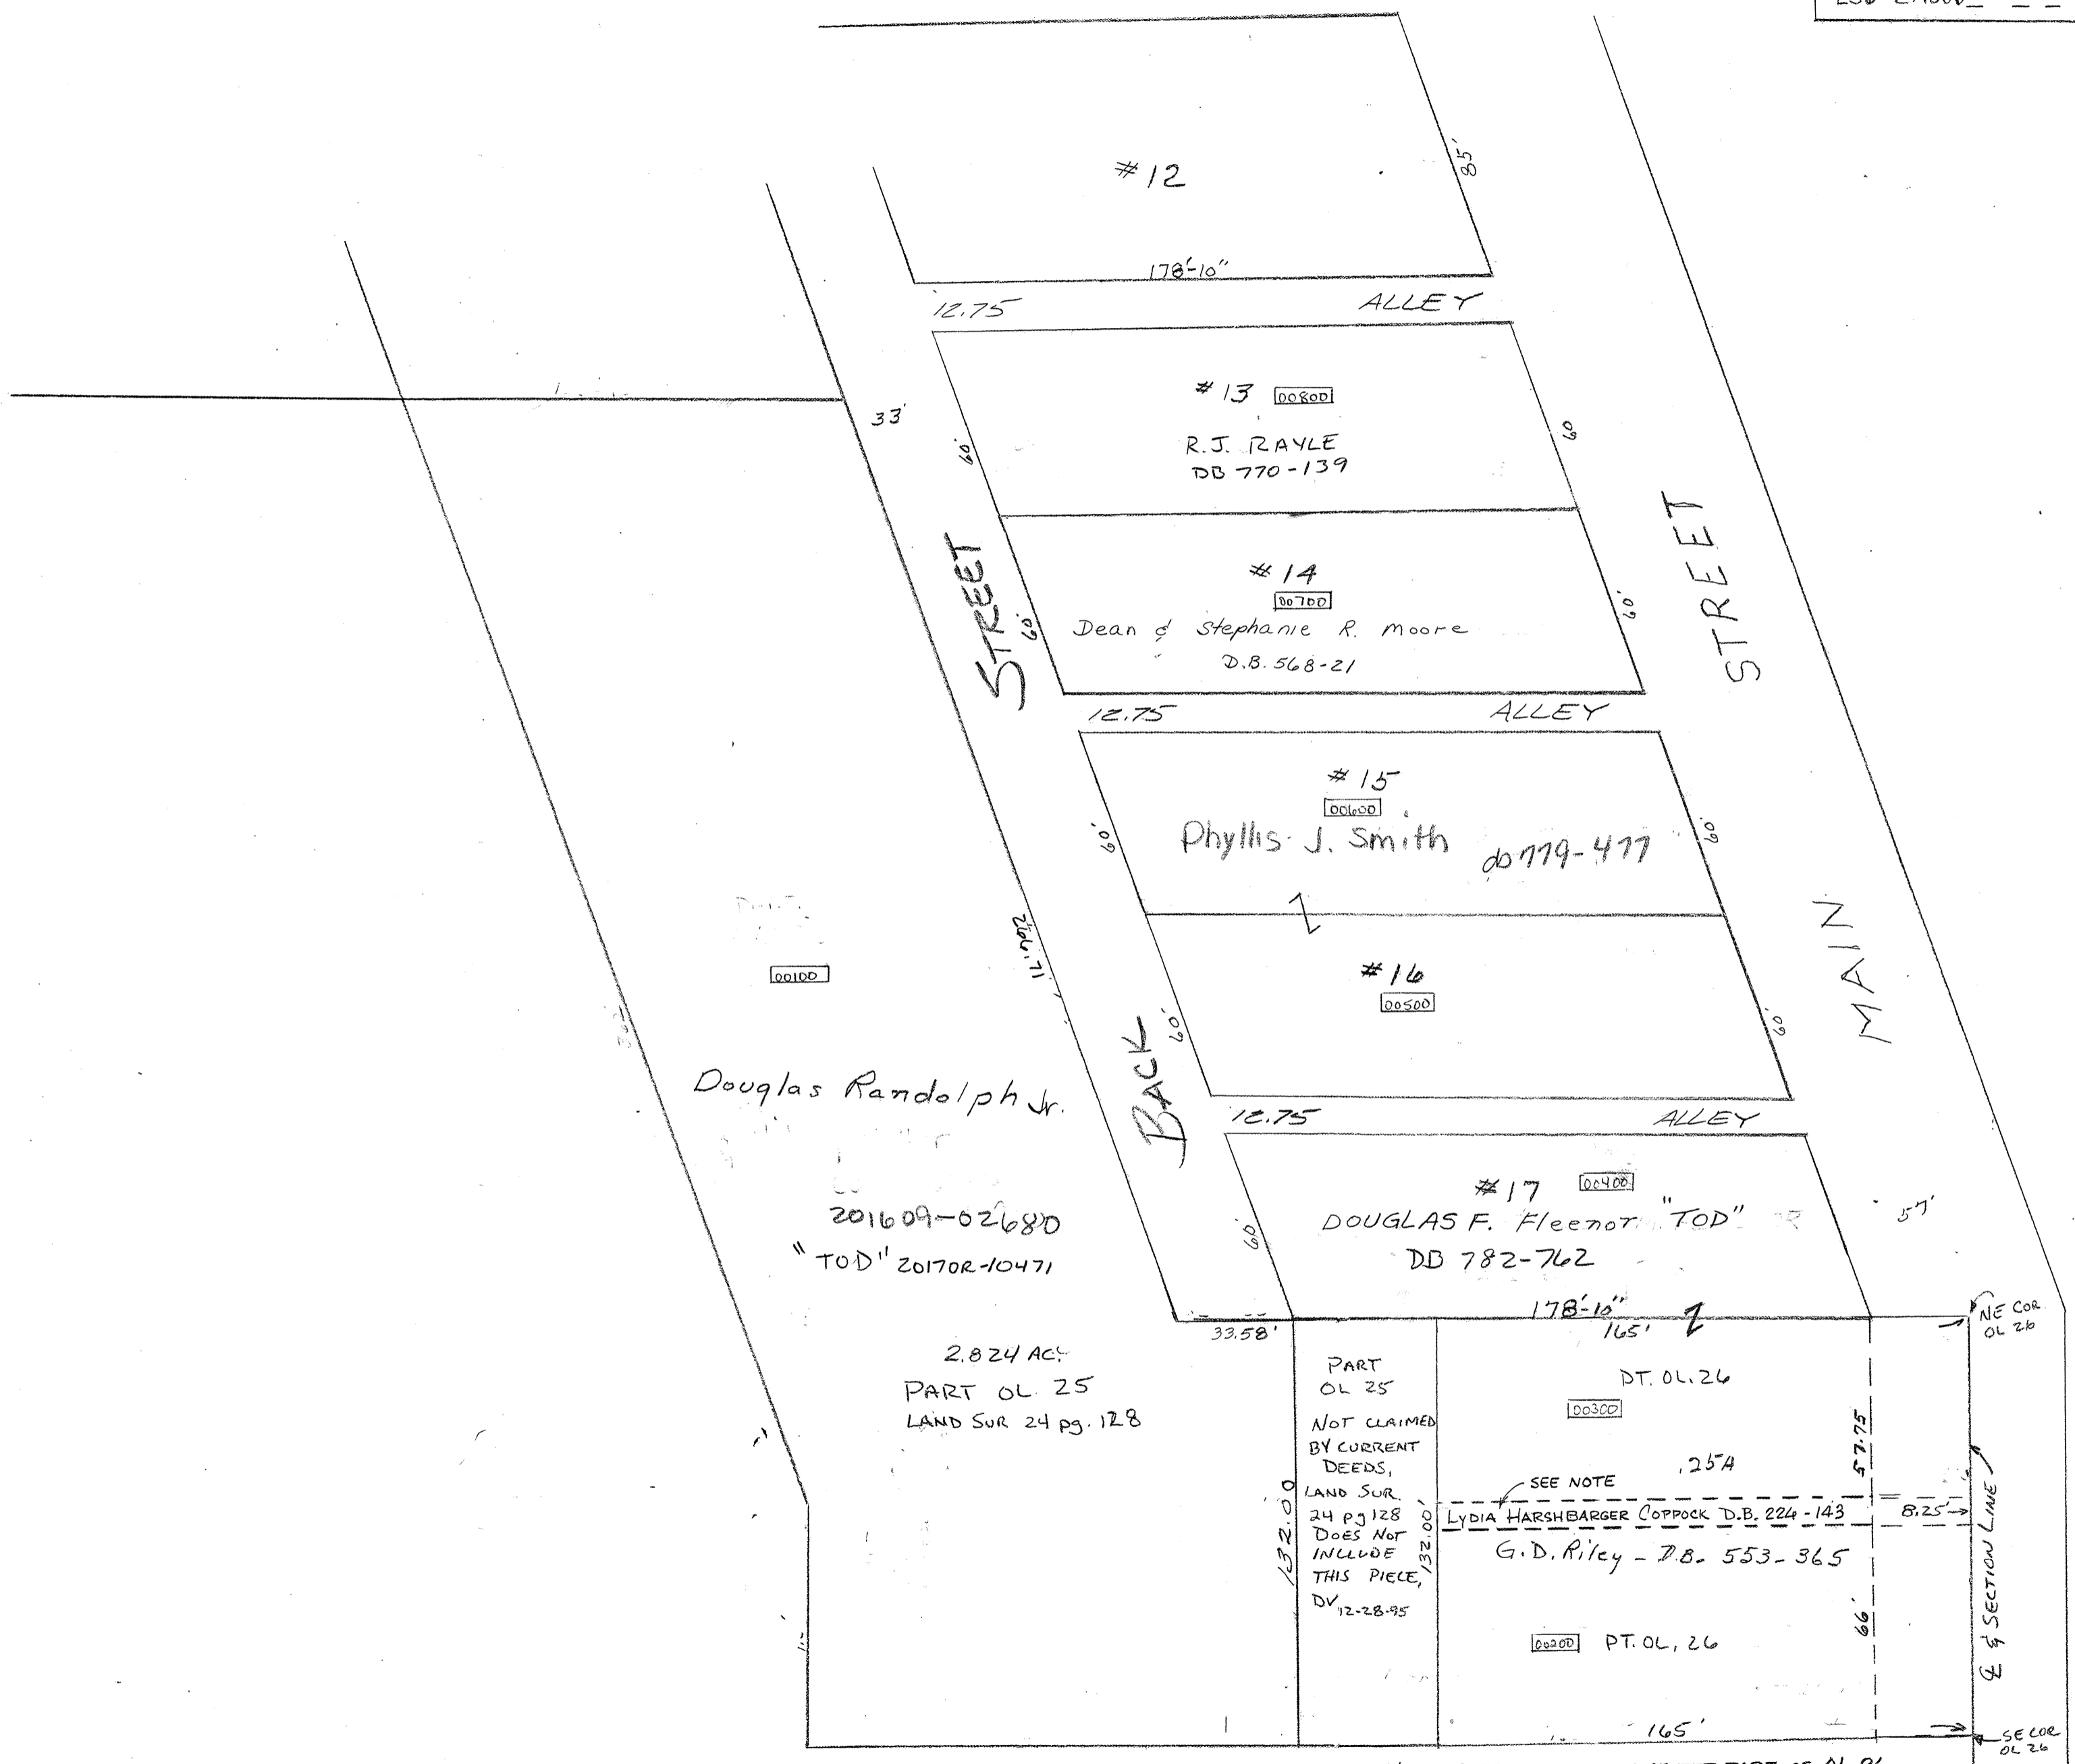 #12
85'
178'-10"
12.75 ALLEY
33'
#13 00800
R.J. RAYLE
DB 770-139
60'
60
#14
00700
Dean & Stephanie R. Moore
D.B. 568-21
60'
60'
STREET
STREET
12.75 ALLEY
#15
00600
Phyllis J. Smith db 779-477
60'
60'
266.71
MAIN
#16
00500
60'
60'
BACK
12.75 ALLEY
00100
Douglas Randolph Jr.
201609-02680
"TOD" 2017OR-10471
2.824 AC.
PART OL 25
LAND SUR 24 pg. 128
#17 00400
DOUGLAS F. Fleenor "TOD"
DB 782-762
60'
57'
178'-10"
33.58'
165'
NE COR.
OL 26
PART
OL 25
NOT CLAIMED
BY CURRENT
DEEDS,
LAND SUR.
24 pg 128
DOES NOT
INCLUDE
THIS PIECE,
DV 12-28-95
132.00
132.00'
PT. OL. 26
00300
.25A
57.75
SEE NOTE
LYDIA HARSHBARGER COPPOCK D.B. 224-143
8.25'
G.D. Riley - D.B. 553-365
66'
00200 PT. OL, 26
℄ & SECTION LINE
165'
SE COR
OL 26